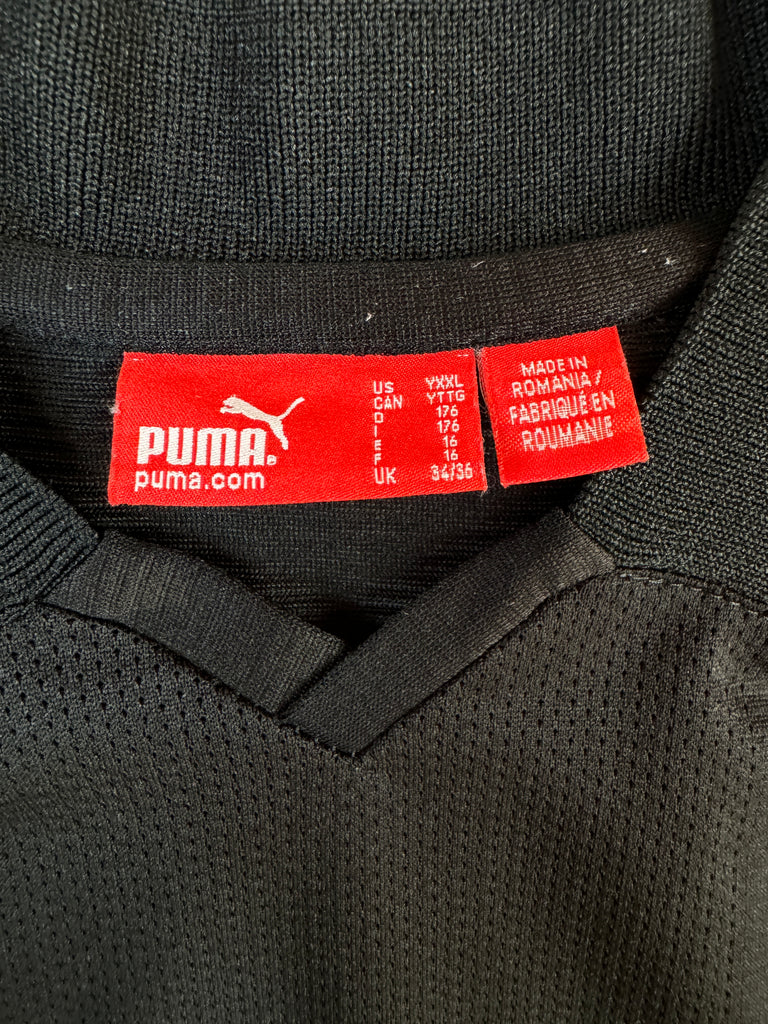 PUMA®
puma.com
US YXXL
CAN YTTG
D 176
I 176
E 16
F 16
UK 34/36
MADE IN
ROMANIA /
FABRIQUÉ EN
ROUMANIE